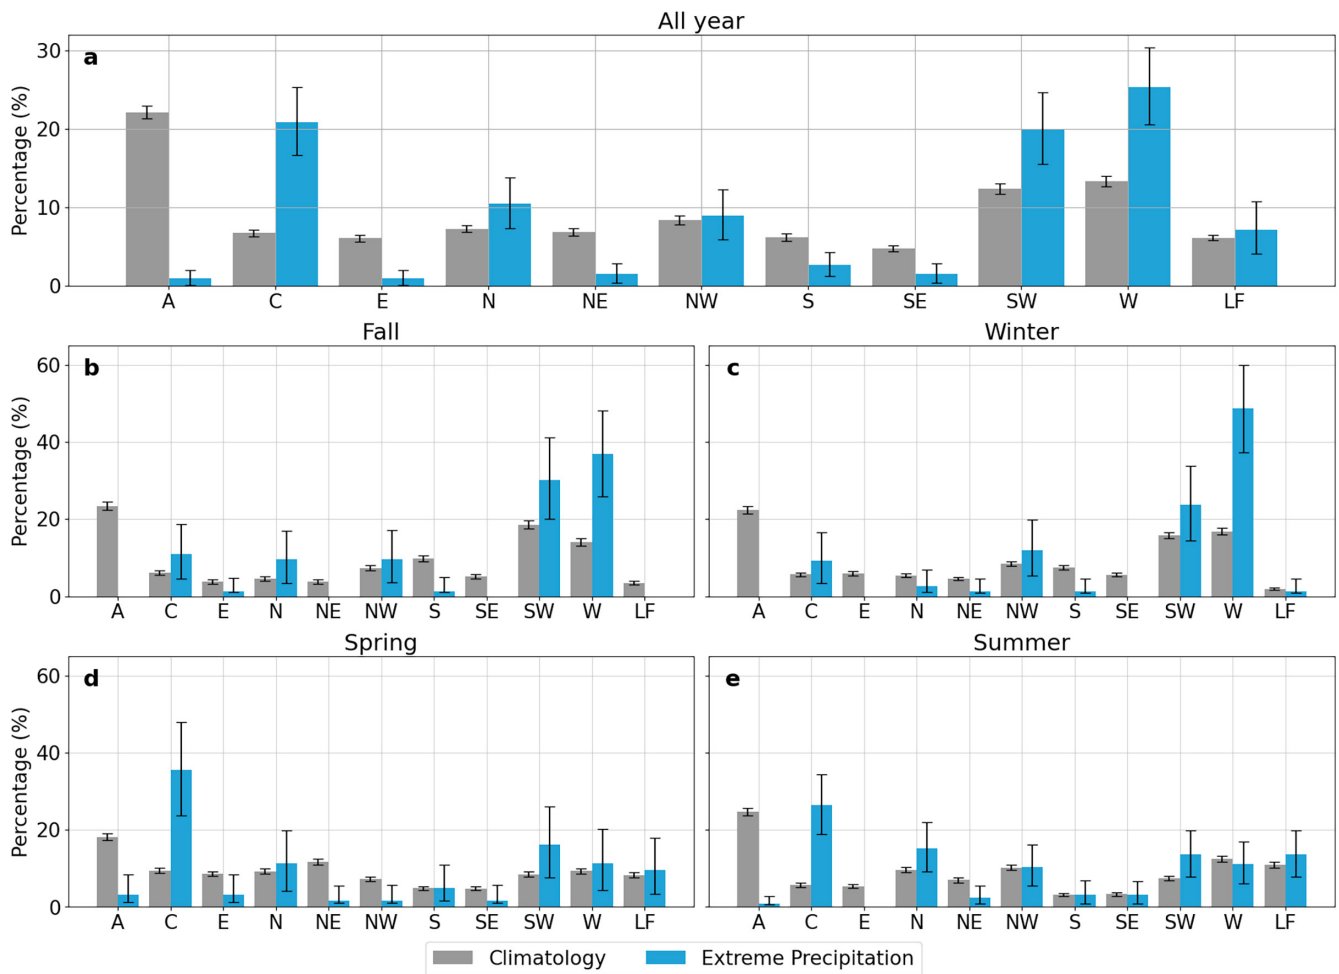 All year
a
Percentage (%)
30
20
10
0
A C E N NE NW S SE SW W LF
Fall
b
Percentage (%)
60
40
20
0
A C E N NE NW S SE SW W LF
Winter
c
A C E N NE NW S SE SW W LF
Spring
d
Percentage (%)
60
40
20
0
A C E N NE NW S SE SW W LF
Summer
e
A C E N NE NW S SE SW W LF
Climatology Extreme Precipitation